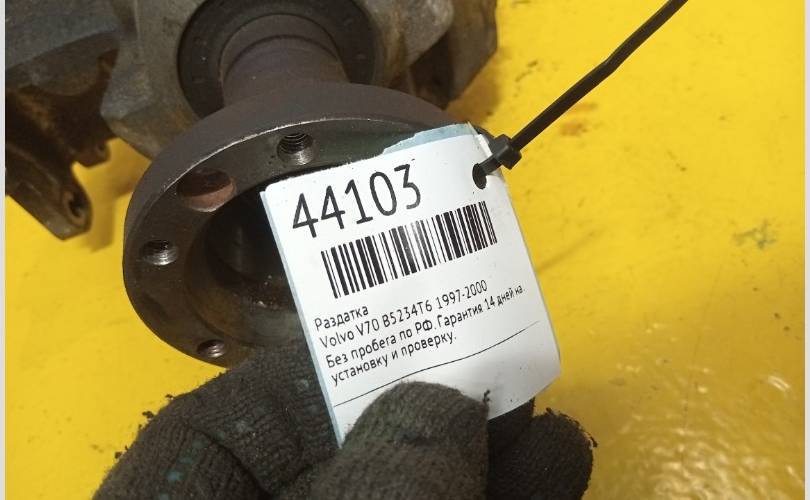 44103
Раздатка
Volvo V70 B5234T6 1997-2000
Без пробега по РФ. Гарантия 14 дней на
установку и проверку.